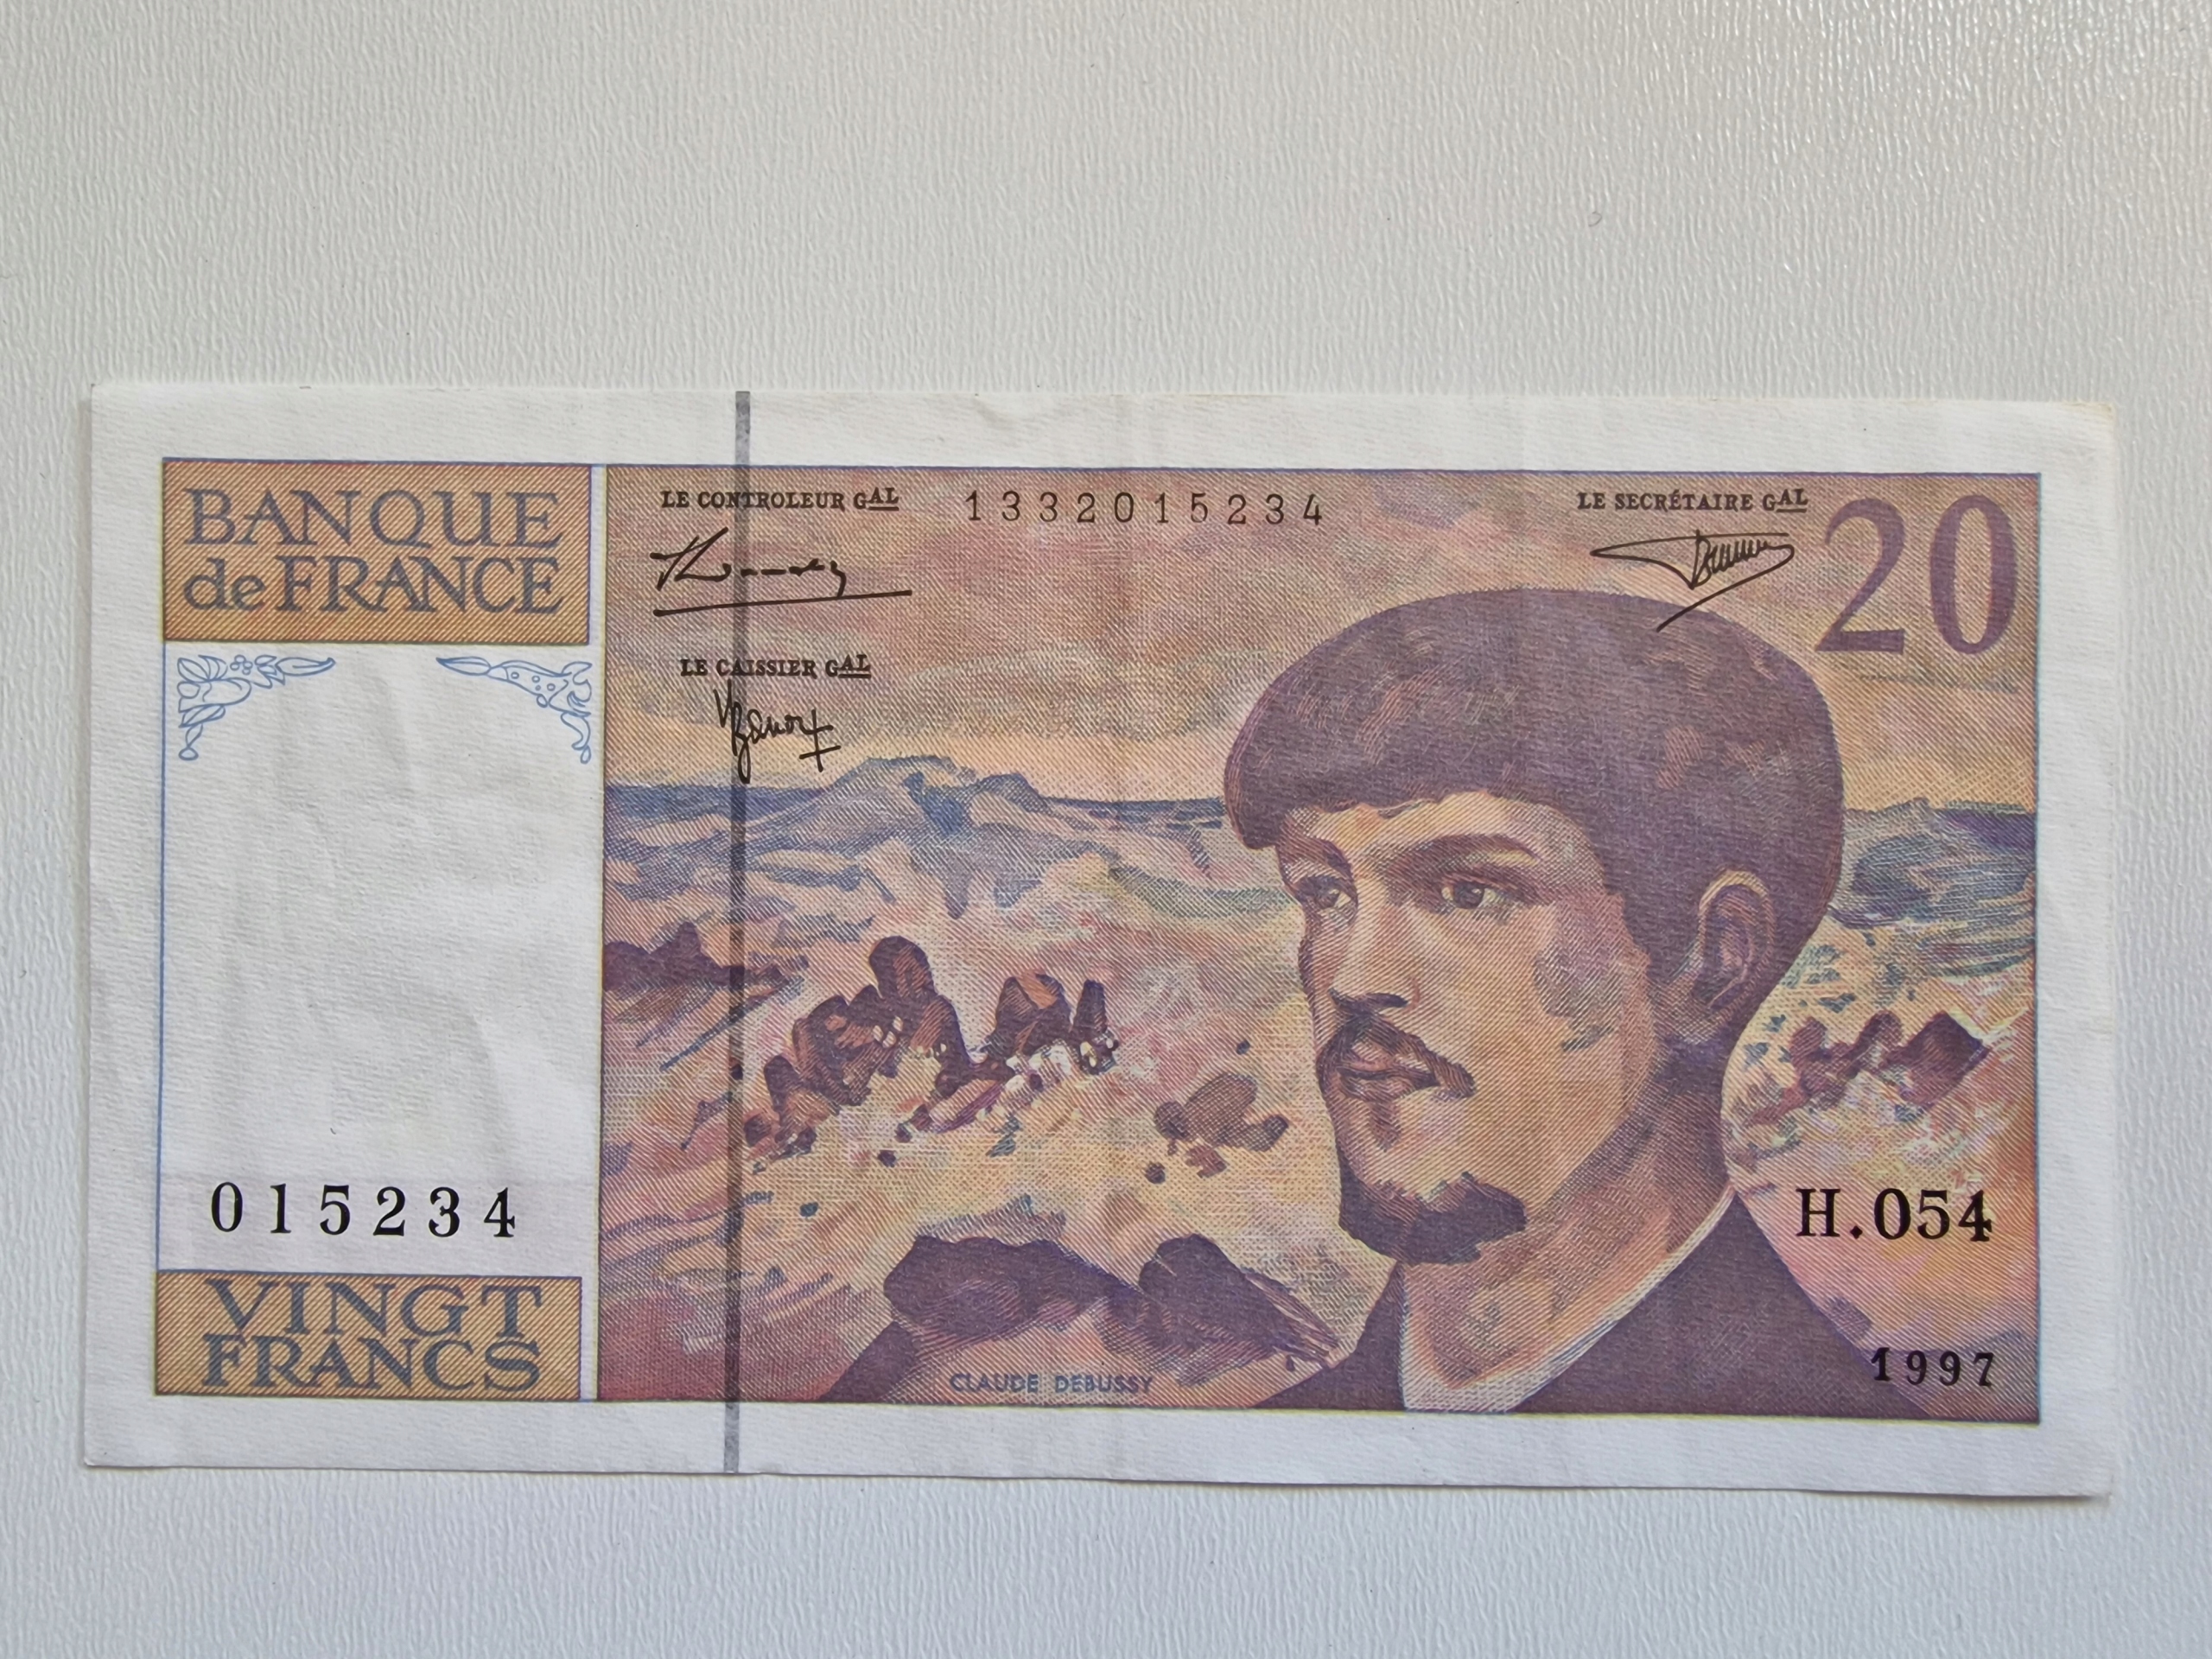 BANQUE
de FRANCE
LE CONTROLEUR GAL
1332015234
LE SECRÉTAIRE GAL
20
LE CAISSIER GAL
015234
H.054
VINGT
FRANCS
CLAUDE DEBUSSY
1997